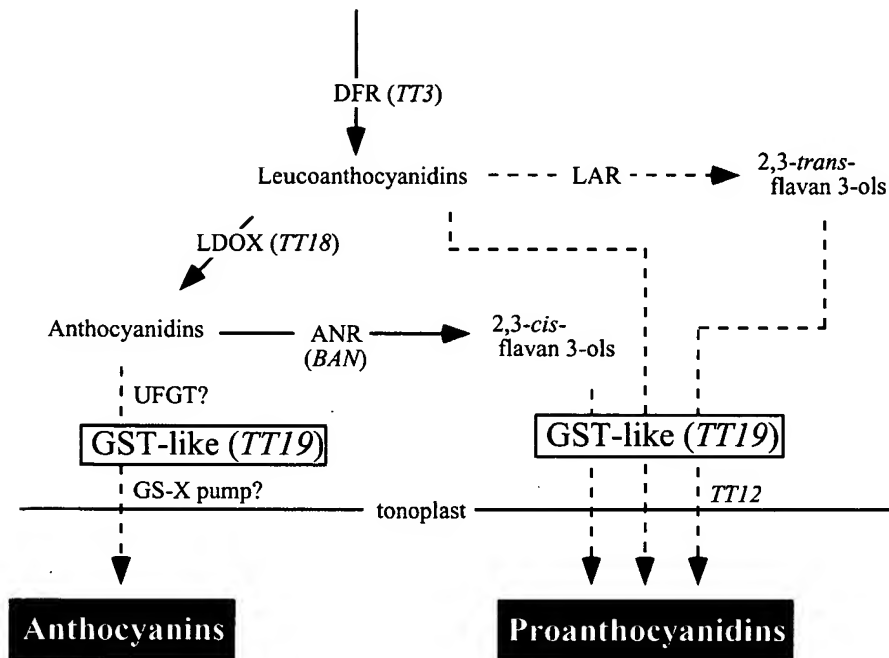 DFR (TT3)
Leucoanthocyanidins
LAR
2,3-trans-
flavan 3-ols
LDOX (TT18)
Anthocyanidins
ANR
(BAN)
2,3-cis-
flavan 3-ols
UFGT?
GST-like (TT19)
GST-like (TT19)
GS-X pump?
TT12
tonoplast
Anthocyanins
Proanthocyanidins